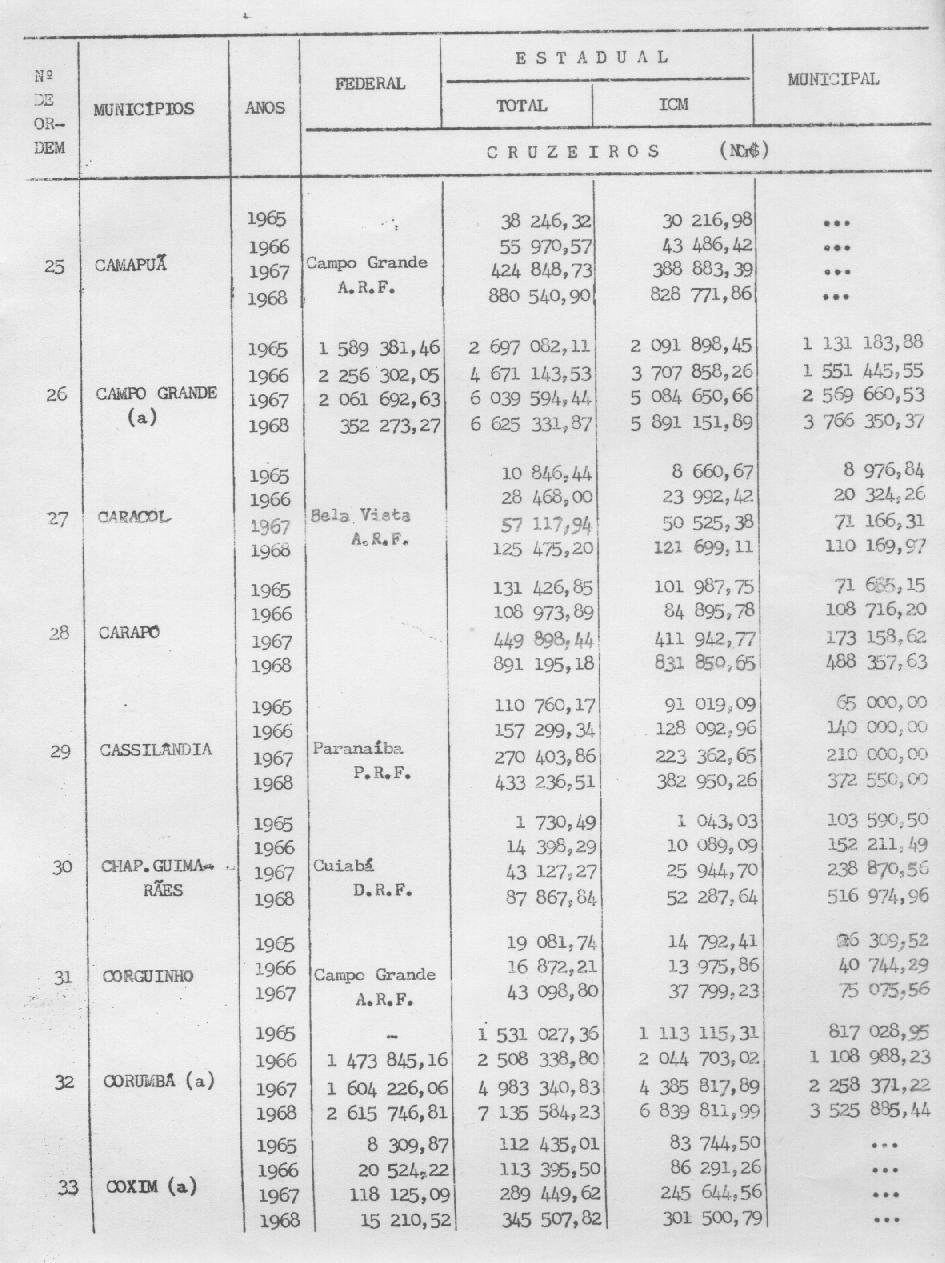 Nº DE OR- DEM MUNICÍPIOS ANOS FEDERAL ESTADUAL MUNICIPAL
TOTAL ICM
CRUZEIROS (NCr$)
1965 38 246,32 30 216,98 ...
1966 55 970,57 43 486,42 ...
25 CAMAPUÃ 1967 Campo Grande 424 848,73 388 883,39 ...
1968 A.R.F. 880 540,90 828 771,86 ...
1965 1 589 381,46 2 697 082,11 2 091 898,45 1 131 183,88
1966 2 256 302,05 4 671 143,53 3 707 858,26 1 551 445,55
26 CAMPO GRANDE 1967 2 061 692,63 6 039 594,44 5 084 650,66 2 569 660,53
(a) 1968 352 273,27 6 625 331,87 5 891 151,89 3 766 350,37
1965 10 846,44 8 660,67 8 976,84
1966 28 468,00 23 992,42 20 324,26
27 CARACOL 1967 Bela Vista 57 117,94 50 525,38 71 166,31
1968 A.R.F. 125 475,20 121 699,11 110 169,97
1965 131 426,85 101 987,75 71
1966 108 973,89 84 895,78 108 716,20
28 CARAPÓ 1967 449 898,44 411 942,77 173 158,62
1968 891 195,18 831 850,65 488 357,63
1965 110 760,17 91 019,09 65 000,00
1966 157 299,34 128 092,96 140 000,00
29 CASSILÂNDIA 1967 Paranaíba 270 403,86 223 362,65 210 000,00
1968 P.R.F. 433 236,51 382 950,26 372 550,00
1965 1 730,49 1 043,03 103 590,50
1966 14 398,29 10 089,09 152 211,49
30 CHAP.GUIMA- 1967 Cuiabá 43 127,27 25 944,70 238 870,56
RÃES 1968 D.R.F. 87 867,84 52 287,64 516 974,96
1965 19 081,74 14 792,41 309,52
1966 16 872,21 13 975,86 40 744,29
31 CORGUINHO 1967 Campo Grande 43 098,80 37 799,23 75 075,56
A.R.F.
1965 - 1 531 027,36 1 113 115,31 817 028,95
1966 1 473 845,16 2 508 338,80 2 044 703,02 1 108 988,23
32 CORUMBÁ (a) 1967 1 604 226,06 4 983 340,83 4 385 817,89 2 258 371,22
1968 2 615 746,81 7 135 584,23 6 839 811,99 3 525 885,44
1965 8 309,87 112 435,01 83 744,50 ...
1966 20 524,22 113 395,50 86 291,26 ...
33 COXIM (a) 1967 118 125,09 289 449,62 245 644,56 ...
1968 15 210,52 345 507,82 301 500,79 ...